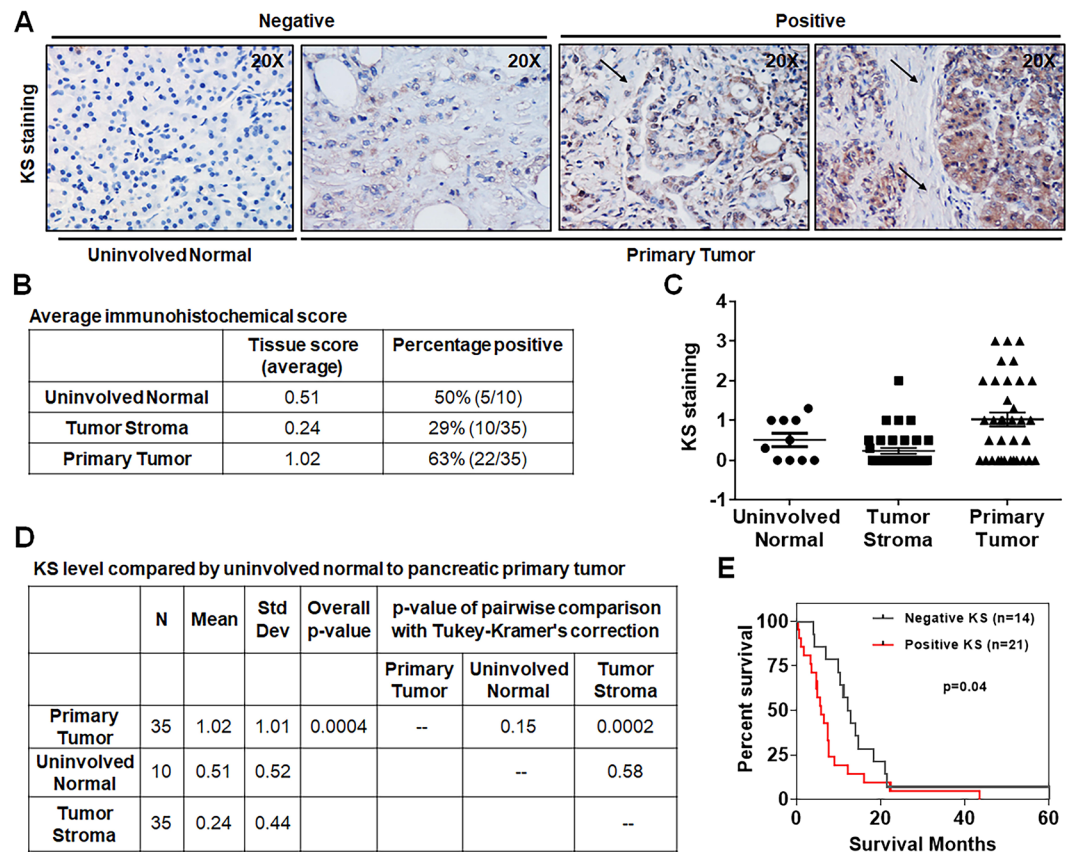 A
Negative
Positive
KS staining
20X
20X
20X
20X
Uninvolved Normal
Primary Tumor
B
Average immunohistochemical score
Tissue score (average)
Percentage positive
Uninvolved Normal 0.51 50% (5/10)
Tumor Stroma 0.24 29% (10/35)
Primary Tumor 1.02 63% (22/35)
C
KS staining
4
3
2
1
0
-1
Uninvolved Normal
Tumor Stroma
Primary Tumor
D
KS level compared by uninvolved normal to pancreatic primary tumor
N
Mean
Std Dev
Overall p-value
p-value of pairwise comparison with Tukey-Kramer's correction
Primary Tumor
Uninvolved Normal
Tumor Stroma
Primary Tumor 35 1.02 1.01 0.0004 -- 0.15 0.0002
Uninvolved Normal 10 0.51 0.52 -- 0.58
Tumor Stroma 35 0.24 0.44 --
E
Percent survival
100
75
50
25
0
Negative KS (n=14)
Positive KS (n=21)
p=0.04
0 20 40 60
Survival Months